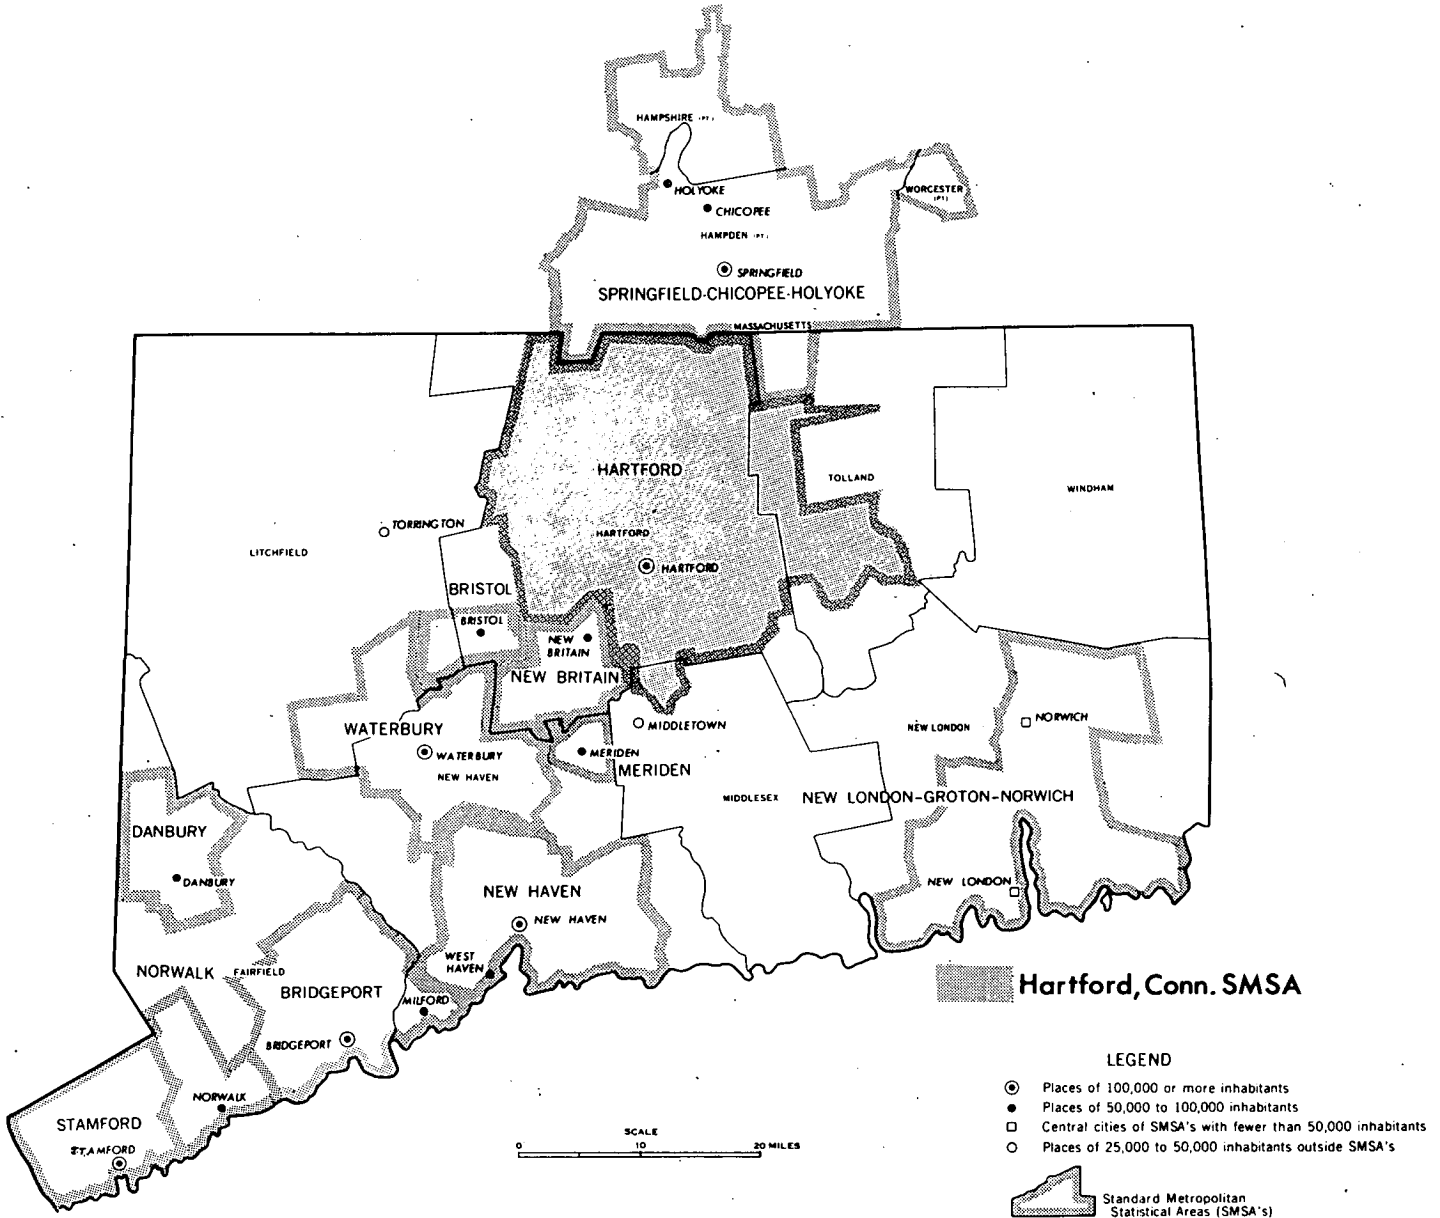 HAMPSHIRE (PT.)
HOLYOKE
WORCESTER
(PT)
CHICOPEE
HAMPDEN (PT.)
SPRINGFIELD
SPRINGFIELD-CHICOPEE-HOLYOKE
MASSACHUSETTS
HARTFORD
TOLLAND
WINDHAM
TORRINGTON
LITCHFIELD
HARTFORD
HARTFORD
BRISTOL
BRISTOL
NEW
BRITAIN
NEW BRITAIN
WATERBURY
MIDDLETOWN
NEW LONDON
NORWICH
WATERBURY
MERIDEN
NEW HAVEN
MERIDEN
MIDDLESEX
NEW LONDON-GROTON-NORWICH
DANBURY
DANBURY
NEW LONDON
NEW HAVEN
NEW HAVEN
WEST
HAVEN
NORWALK
FAIRFIELD
BRIDGEPORT
MILFORD
Hartford, Conn. SMSA
BRIDGEPORT
NORWALK
STAMFORD
STAMFORD
LEGEND
Places of 100,000 or more inhabitants
Places of 50,000 to 100,000 inhabitants
Central cities of SMSA's with fewer than 50,000 inhabitants
Places of 25,000 to 50,000 inhabitants outside SMSA's
Standard Metropolitan
Statistical Areas (SMSA's)
SCALE
0 10 20 MILES